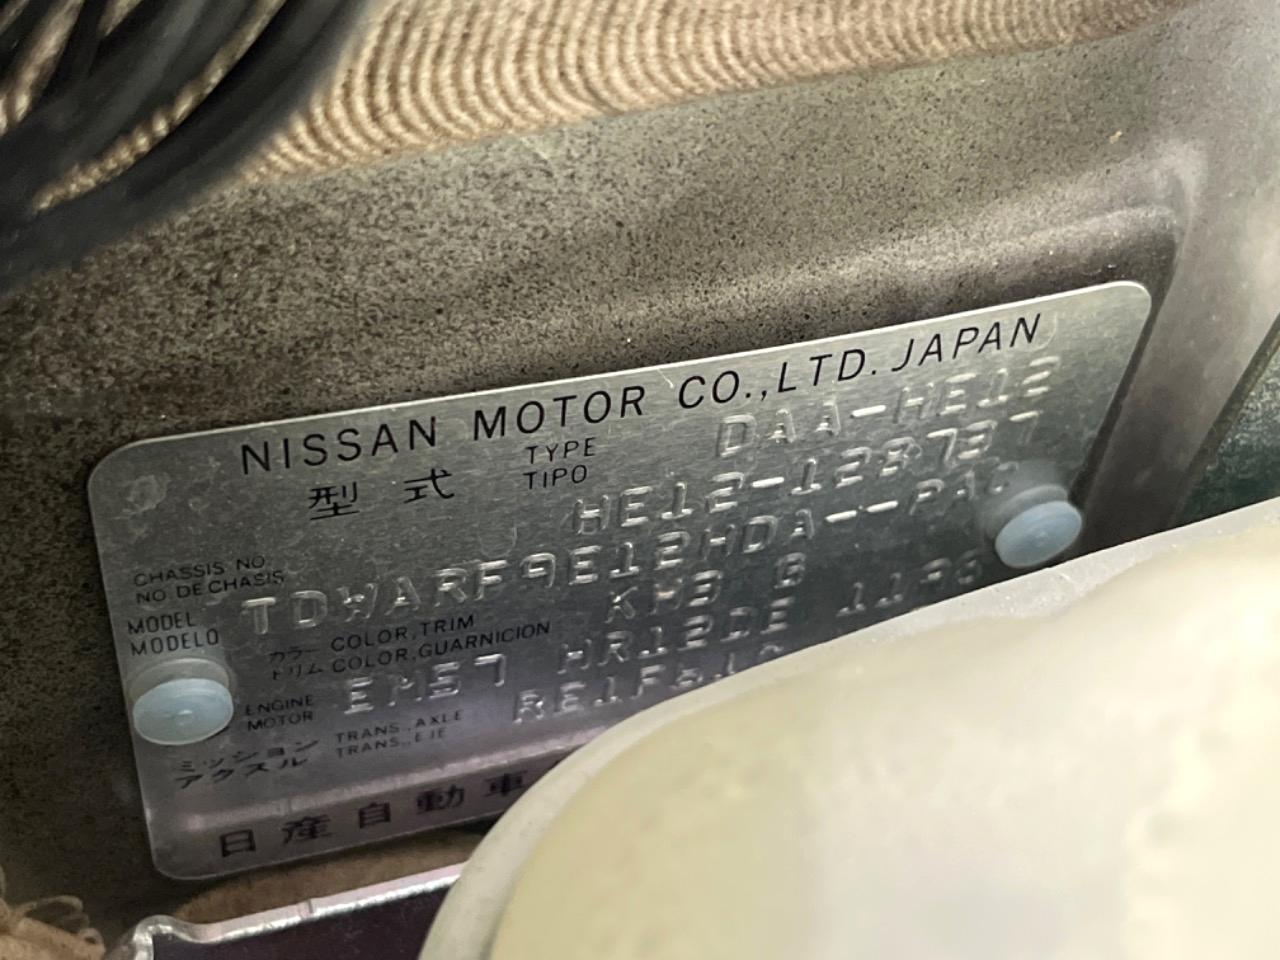 NISSAN MOTOR CO., LTD. JAPAN
型式 TYPE TIPO DAA-HE12
CHASSIS NO. NO DE CHASIS HE12-128737
MODEL MODELO TDWARF9E12HDA--PAC
カラー トリム COLOR,TRIM COLOR,GUARNICION KH3 G
ENGINE MOTOR EM57 HR12DE
ミッション アクスル TRANS.,AXLE TRANS.,EJE RE1F61
日産自動車